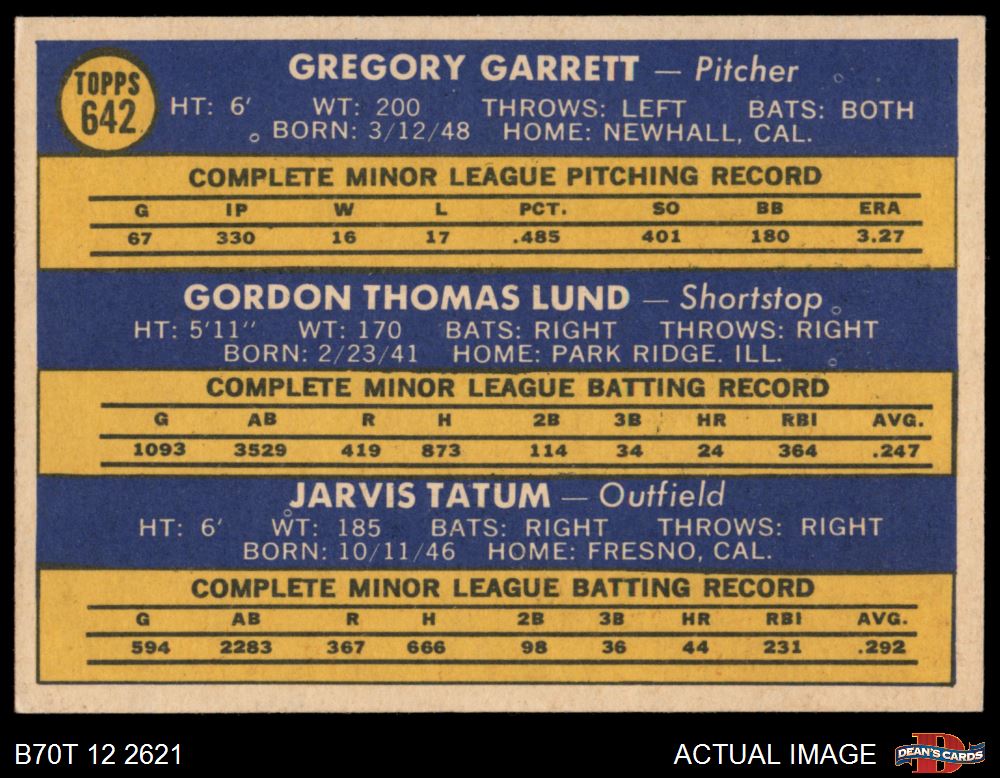 TOPPS
642
GREGORY GARRETT — Pitcher
HT: 6' WT: 200 THROWS: LEFT BATS: BOTH
BORN: 3/12/48 HOME: NEWHALL, CAL.
COMPLETE MINOR LEAGUE PITCHING RECORD
G IP W L PCT. SO BB ERA
67 330 16 17 .485 401 180 3.27
GORDON THOMAS LUND — Shortstop
HT: 5'11" WT: 170 BATS: RIGHT THROWS: RIGHT
BORN: 2/23/41 HOME: PARK RIDGE. ILL.
COMPLETE MINOR LEAGUE BATTING RECORD
G AB R H 2B 3B HR RBI AVG.
1093 3529 419 873 114 34 24 364 .247
JARVIS TATUM — Outfield
HT: 6' WT: 185 BATS: RIGHT THROWS: RIGHT
BORN: 10/11/46 HOME: FRESNO, CAL.
COMPLETE MINOR LEAGUE BATTING RECORD
G AB R H 2B 3B HR RBI AVG.
594 2283 367 666 98 36 44 231 .292
B70T 12 2621 ACTUAL IMAGE
D
DEAN'S CARDS